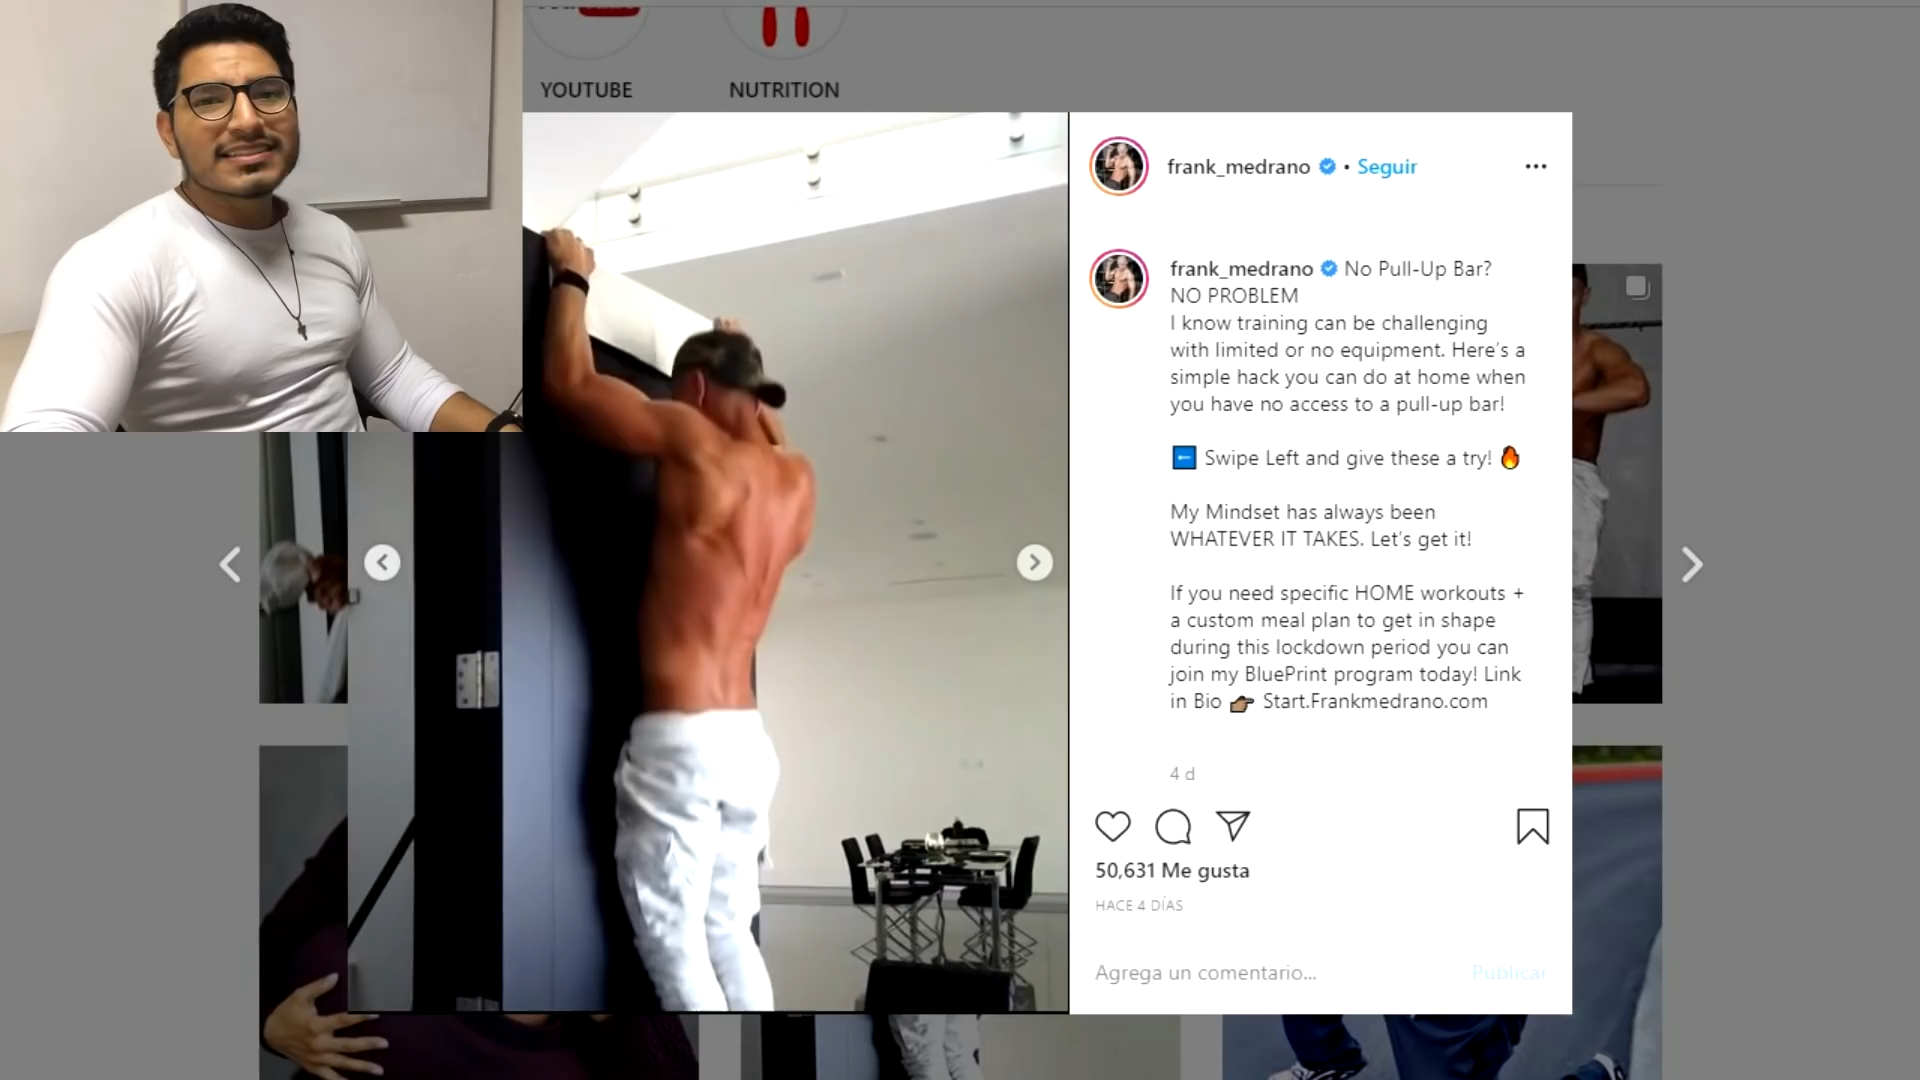 YOUTUBE
NUTRITION
frank_medrano • Seguir
frank_medrano No Pull-Up Bar?
NO PROBLEM
I know training can be challenging
with limited or no equipment. Here's a
simple hack you can do at home when
you have no access to a pull-up bar!
Swipe Left and give these a try! 🔥
My Mindset has always been
WHATEVER IT TAKES. Let's get it!
If you need specific HOME workouts +
a custom meal plan to get in shape
during this lockdown period you can
join my BluePrint program today! Link
in Bio 👉🏽 Start.Frankmedrano.com
4 d
50,631 Me gusta
HACE 4 DÍAS
Agrega un comentario...
Publicar